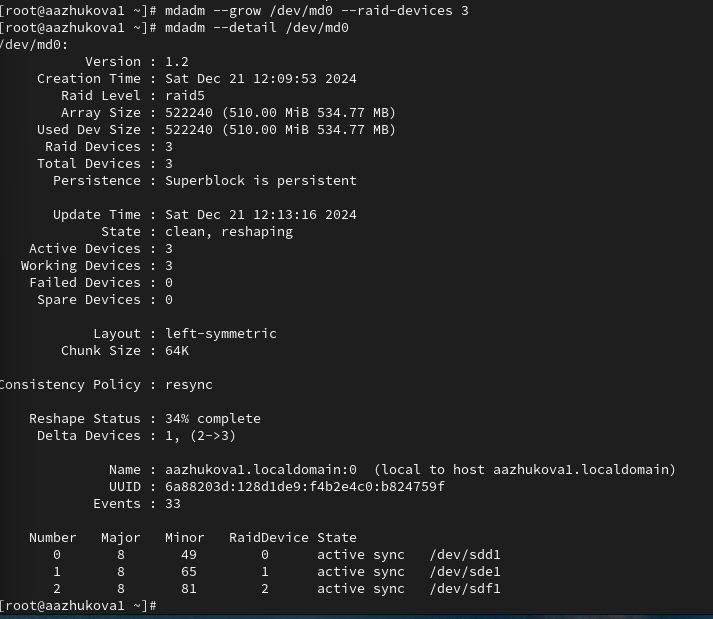 [root@aazhukova1 ~]# mdadm --grow /dev/md0 --raid-devices 3
[root@aazhukova1 ~]# mdadm --detail /dev/md0
/dev/md0:
Version : 1.2
Creation Time : Sat Dec 21 12:09:53 2024
Raid Level : raid5
Array Size : 522240 (510.00 MiB 534.77 MB)
Used Dev Size : 522240 (510.00 MiB 534.77 MB)
Raid Devices : 3
Total Devices : 3
Persistence : Superblock is persistent
Update Time : Sat Dec 21 12:13:16 2024
State : clean, reshaping
Active Devices : 3
Working Devices : 3
Failed Devices : 0
Spare Devices : 0
Layout : left-symmetric
Chunk Size : 64K
Consistency Policy : resync
Reshape Status : 34% complete
Delta Devices : 1, (2->3)
Name : aazhukova1.localdomain:0  (local to host aazhukova1.localdomain)
UUID : 6a88203d:128d1de9:f4b2e4c0:b824759f
Events : 33
Number   Major   Minor   RaidDevice State
0       8       49        0      active sync   /dev/sdd1
1       8       65        1      active sync   /dev/sde1
2       8       81        2      active sync   /dev/sdf1
[root@aazhukova1 ~]#